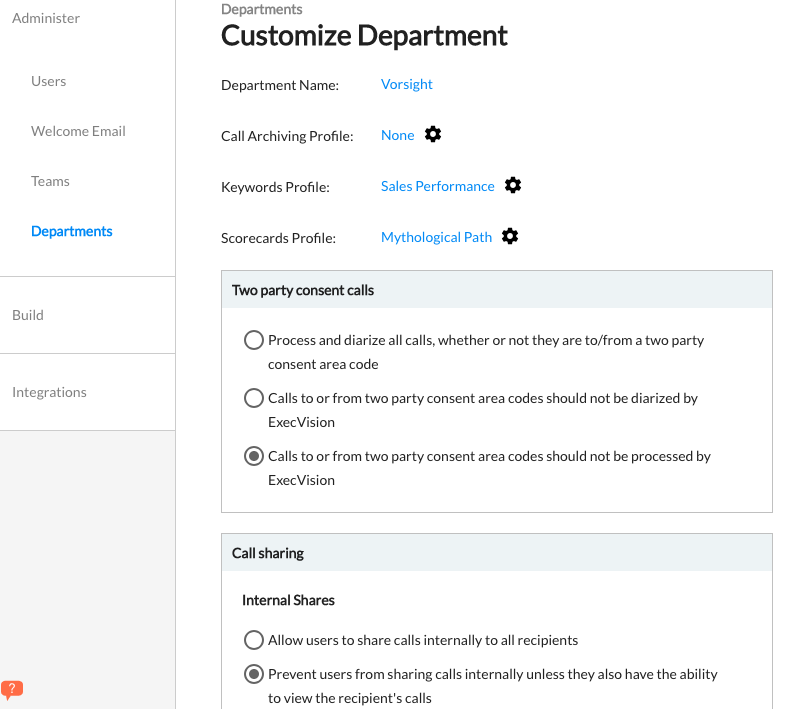 Administer
Users
Welcome Email
Teams
Departments
Build
Integrations
Departments
Customize Department
Department Name: Vorsight
Call Archiving Profile: None
Keywords Profile: Sales Performance
Scorecards Profile: Mythological Path
Two party consent calls
Process and diarize all calls, whether or not they are to/from a two party
consent area code
Calls to or from two party consent area codes should not be diarized by
ExecVision
Calls to or from two party consent area codes should not be processed by
ExecVision
Call sharing
Internal Shares
Allow users to share calls internally to all recipients
Prevent users from sharing calls internally unless they also have the ability
to view the recipient's calls
?